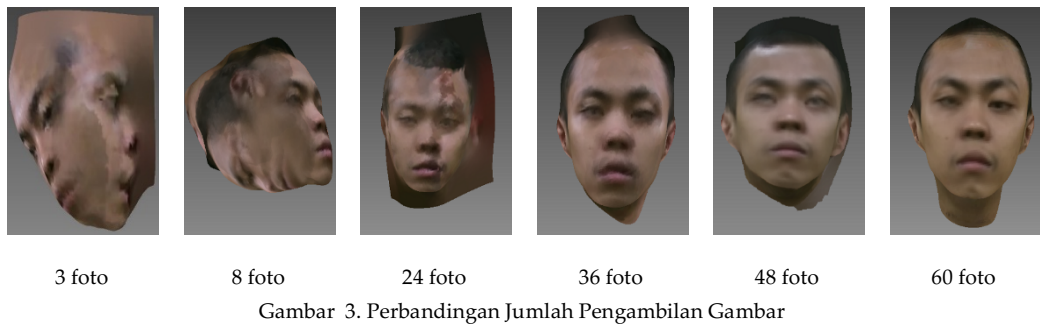 3 foto 8 foto 24 foto 36 foto 48 foto 60 foto
Gambar 3. Perbandingan Jumlah Pengambilan Gambar